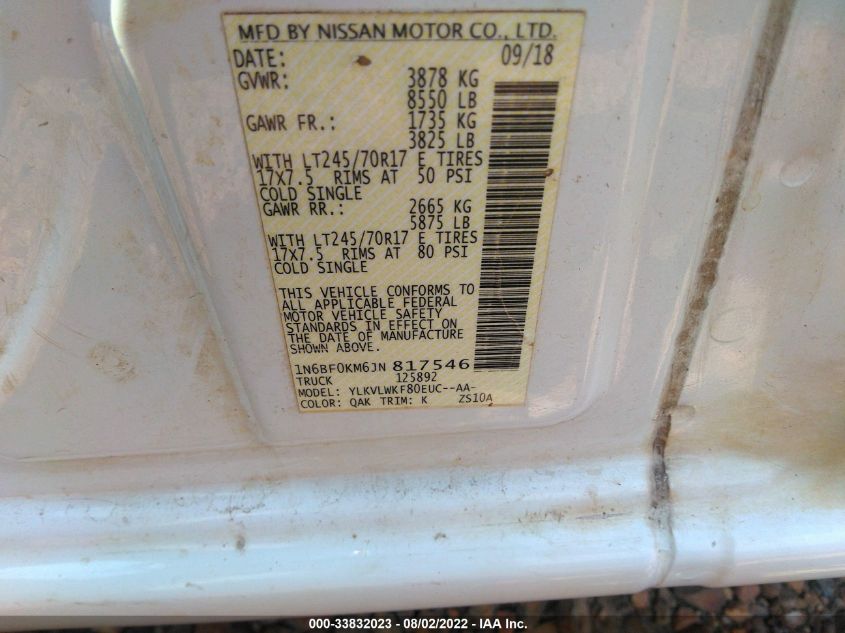 MFD BY NISSAN MOTOR CO., LTD.
DATE: 09/18
GVWR: 3878 KG
8550 LB
GAWR FR.: 1735 KG
3825 LB
WITH LT245/70R17 E TIRES
17X7.5 RIMS AT 50 PSI
COLD SINGLE
GAWR RR.: 2665 KG
5875 LB
WITH LT245/70R17 E TIRES
17X7.5 RIMS AT 80 PSI
COLD SINGLE
THIS VEHICLE CONFORMS TO
ALL APPLICABLE FEDERAL
MOTOR VEHICLE SAFETY
STANDARDS IN EFFECT ON
THE DATE OF MANUFACTURE
SHOWN ABOVE.
1N6BF0KM6JN 817546
TRUCK 125892
MODEL: YLKVLWKF80EUC--AA-
COLOR: QAK TRIM: K ZS10A
000-33832023 - 08/02/2022 - IAA Inc.